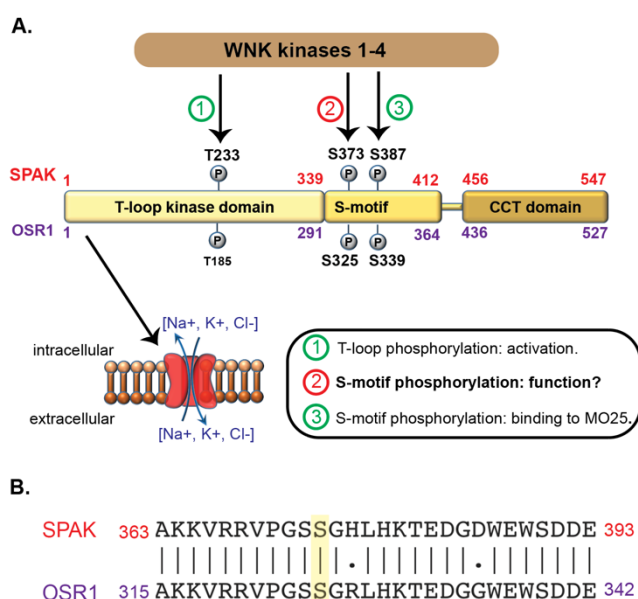 A.
WNK kinases 1-4
1 2 3
T233 S373 S387
P P P
SPAK 1 339 412 456 547
T-loop kinase domain S-motif CCT domain
OSR1 1 291 364 436 527
P P P
T185 S325 S339
[Na+, K+, Cl-]
intracellular
extracellular
[Na+, K+, Cl-]
1 T-loop phosphorylation: activation.
2 S-motif phosphorylation: function?
3 S-motif phosphorylation: binding to MO25.
B.
SPAK 363 AKKVRRVPGSSGHLHKTEDGDWEWSDDE 393
||||||||||||.|||||||.|||||||
OSR1 315 AKKVRRVPGSSGRLHKTEDGGWEWSDDE 342